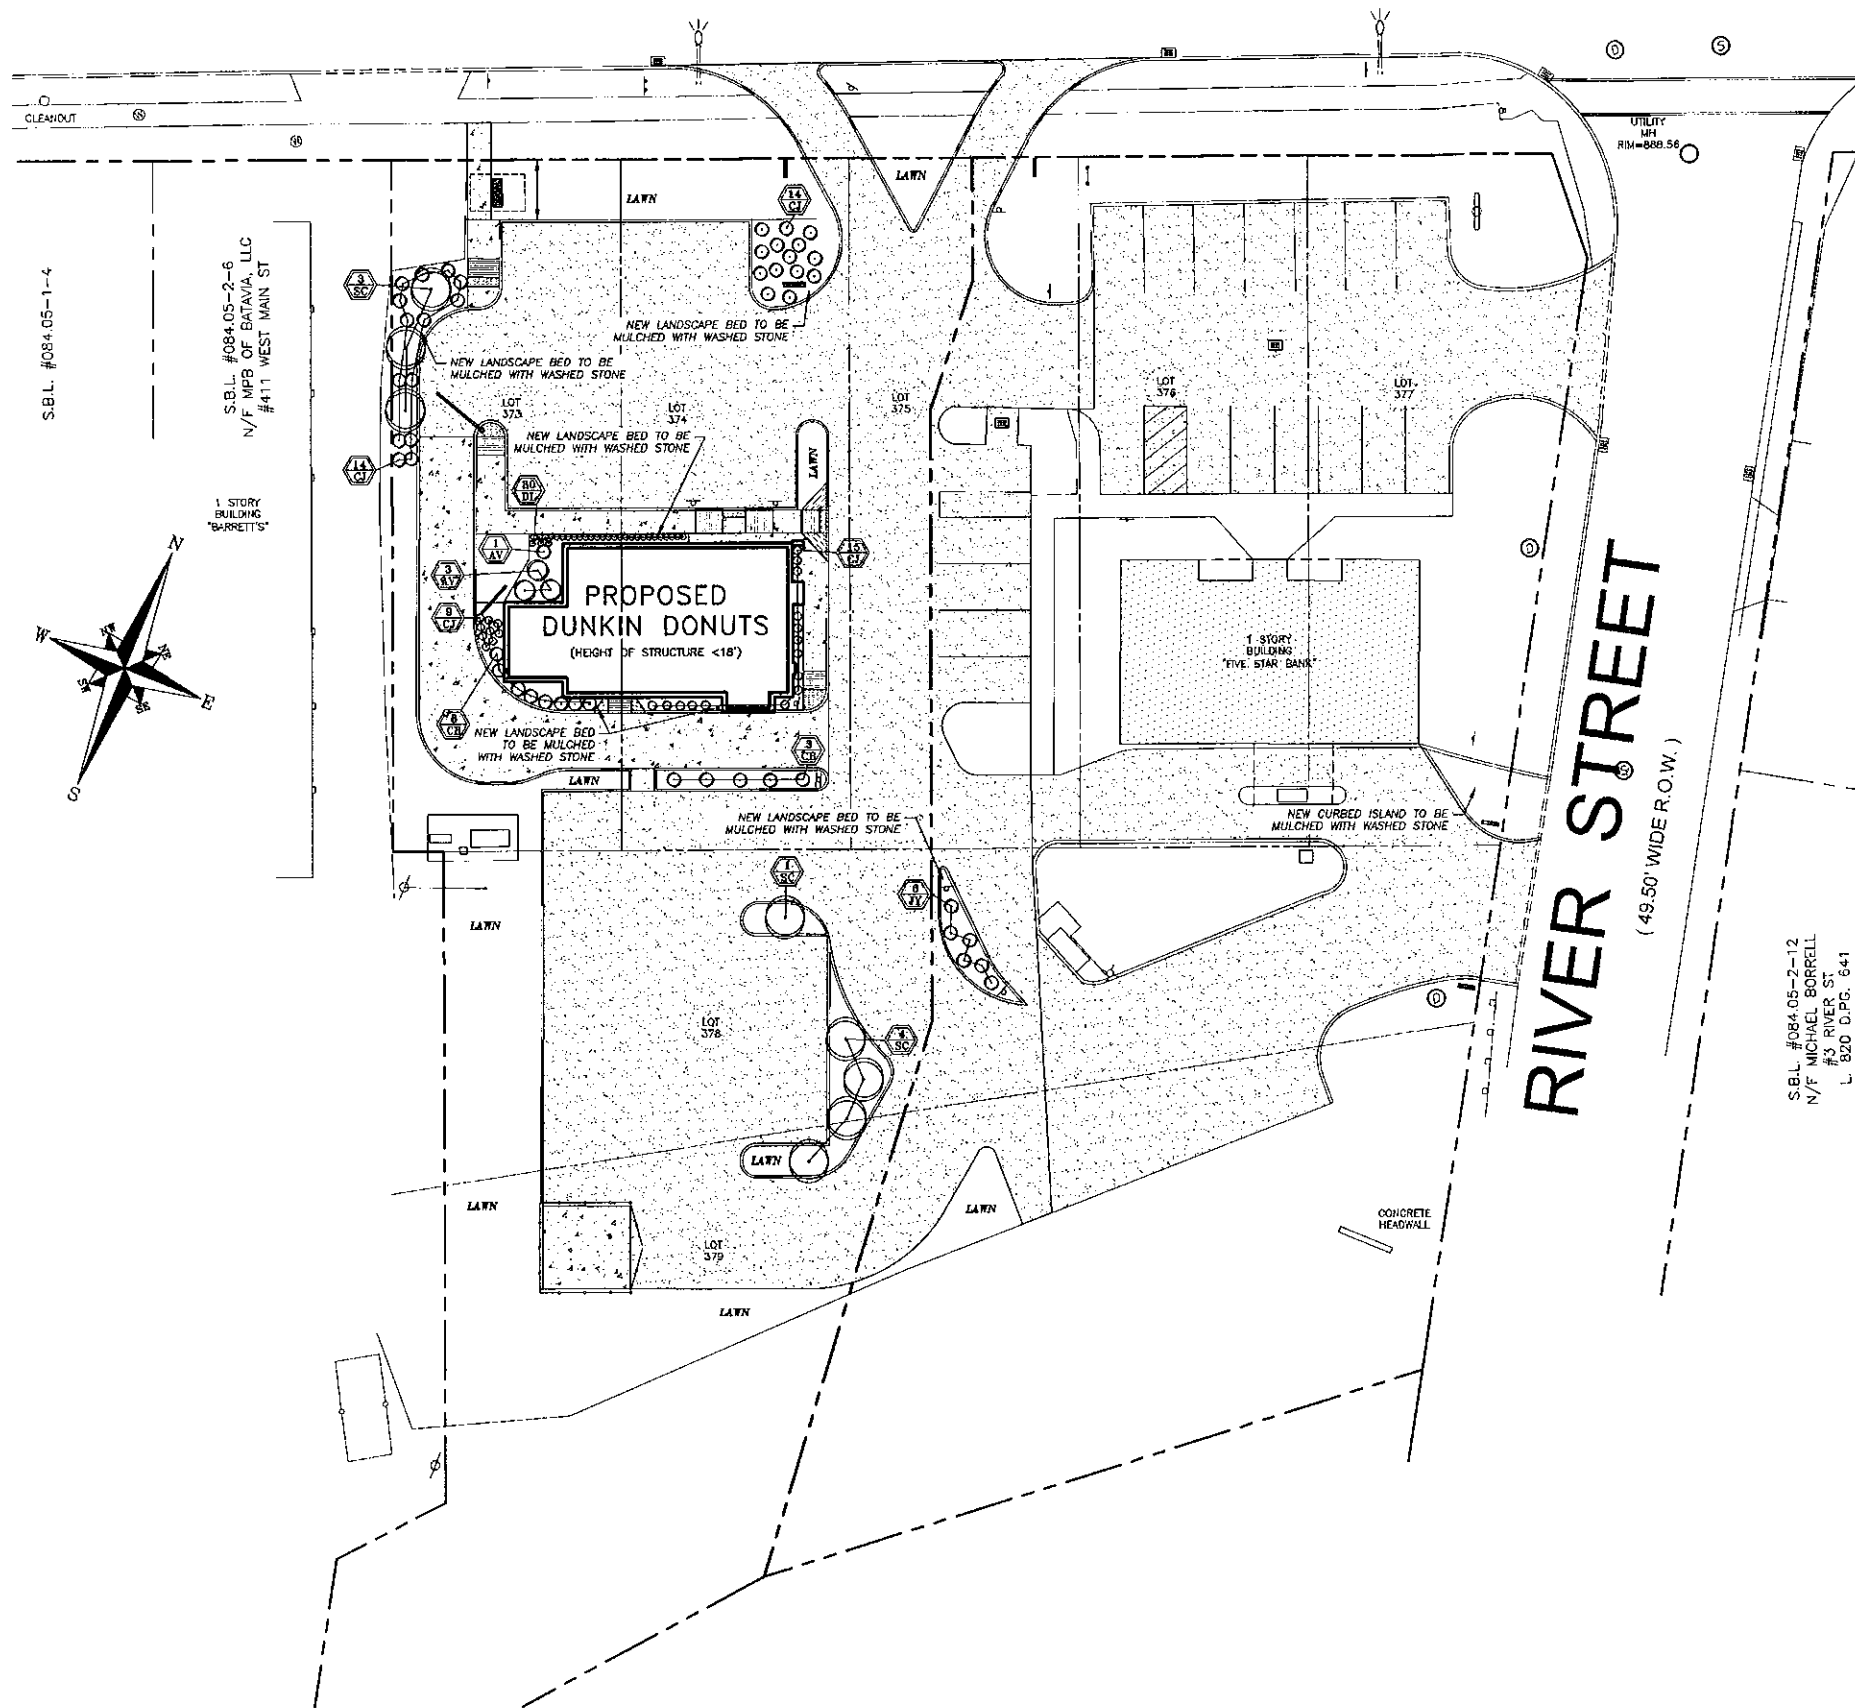 CLEANOUT
D
S
UTILITY
MH
RIM=888.56
S.B.L. #084.05-1-4
S.B.L. #084.05-2-6
N/F MPB OF BATAVIA, LLC
#411 WEST MAIN ST
LAWN
LAWN
14
CJ
3
SC
NEW LANDSCAPE BED TO BE
MULCHED WITH WASHED STONE
NEW LANDSCAPE BED TO BE
MULCHED WITH WASHED STONE
LOT
373
LOT
374
LOT
375
LOT
376
LOT
377
NEW LANDSCAPE BED TO BE
MULCHED WITH WASHED STONE
LAWN
14
CJ
80
DL
1 STORY
BUILDING
"BARRETT'S"
1
AV
15
CJ
3
AV
9
CJ
PROPOSED
DUNKIN DONUTS
(HEIGHT OF STRUCTURE <18')
N
NW
NE
W
E
SW
SE
S
D
1 STORY
BUILDING
"FIVE STAR BANK"
8
CB
NEW LANDSCAPE BED
TO BE MULCHED
WITH WASHED STONE
3
CB
LAWN
RIVER STREET
(49.50' WIDE R.O.W.)
NEW LANDSCAPE BED TO BE
MULCHED WITH WASHED STONE
NEW CURBED ISLAND TO BE
MULCHED WITH WASHED STONE
1
SC
6
JY
LAWN
D
S.B.L. #084.05-2-12
N/F MICHAEL BORRELL
#3 RIVER ST
L. 820 D.PG. 641
LOT
378
4
SC
LAWN
LAWN
LAWN
CONCRETE
HEADWALL
LOT
379
LAWN